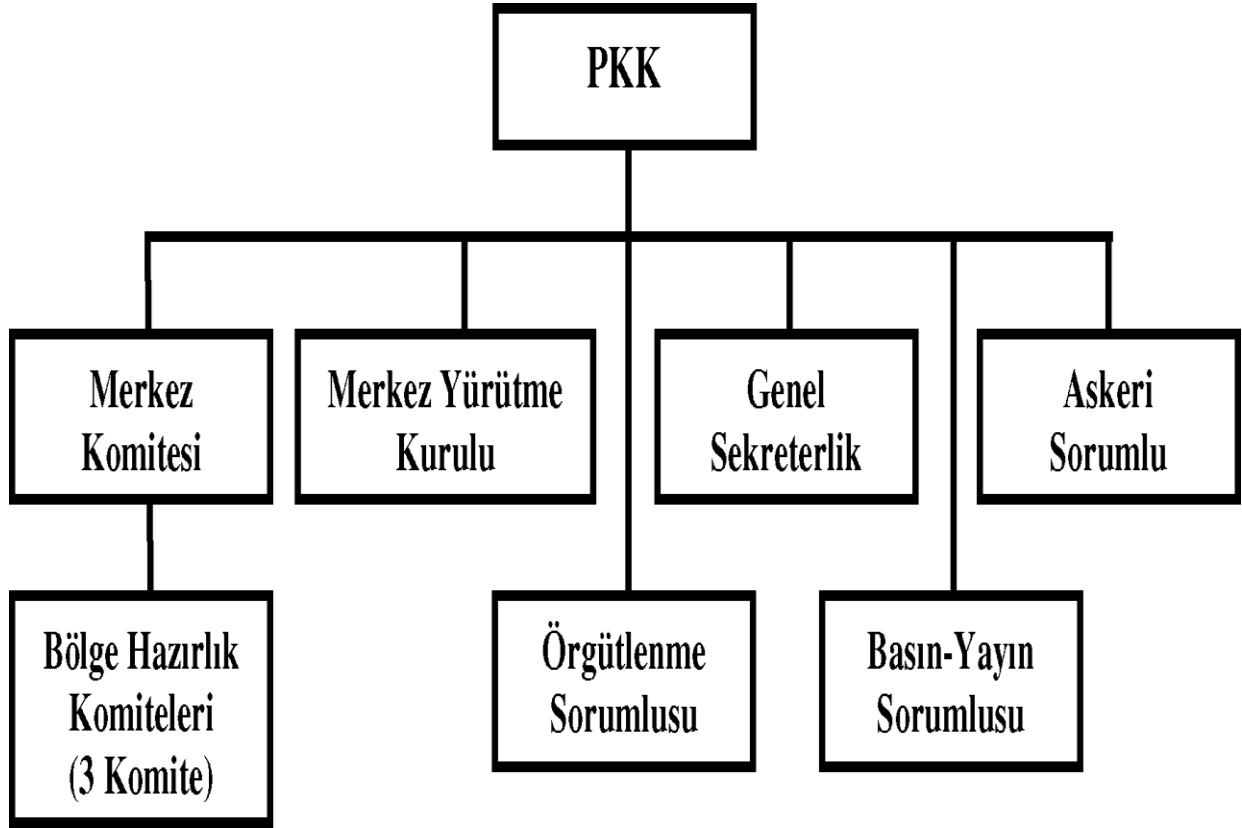 PKK
Merkez
Komitesi
Merkez Yürütme
Kurulu
Genel
Sekreterlik
Askeri
Sorumlu
Bölge Hazırlık
Komiteleri
(3 Komite)
Örgütlenme
Sorumlusu
Basın-Yayın
Sorumlusu